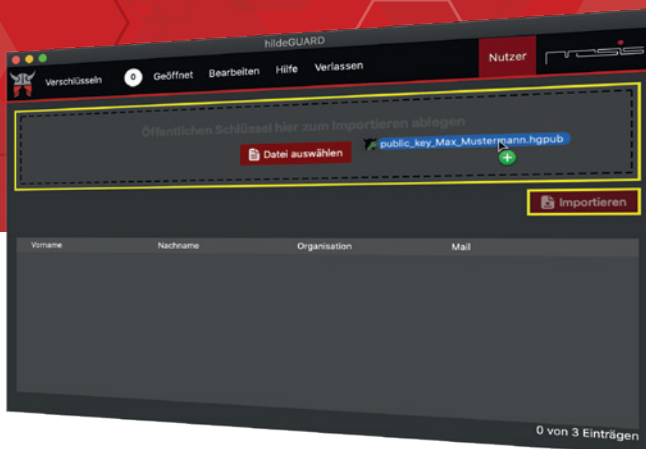 hildeGUARD
Verschlüsseln 0 Geöffnet Bearbeiten Hilfe Verlassen Nutzer
Öffentlichen Schlüssel hier zum Importieren ablegen
Datei auswählen public_key_Max_Mustermann.hgpub
Importieren
Vorname Nachname Organisation Mail
0 von 3 Einträgen